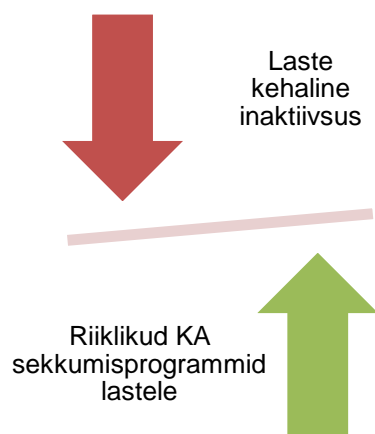 Laste
kehaline
inaktiivsus
Riiklikud KA
sekkumisprogrammid
lastele